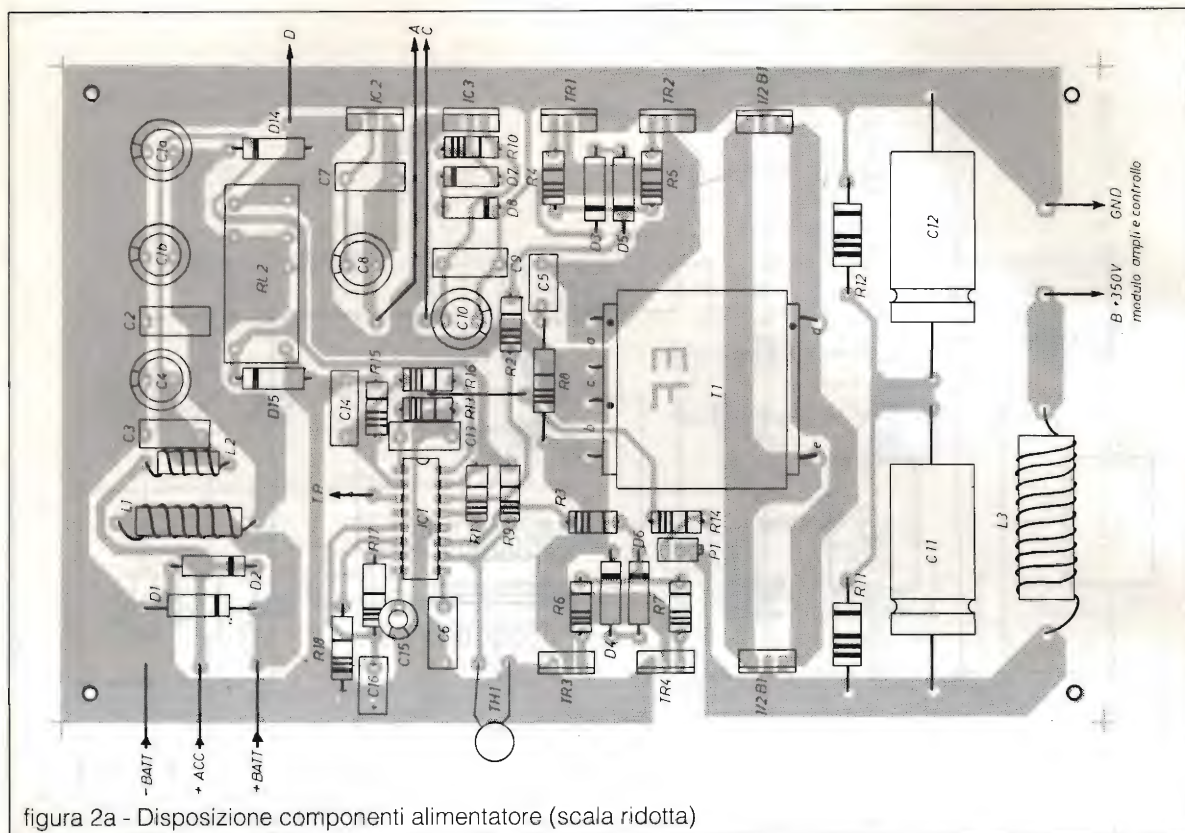 D
A
C
C1a
D14
IC2
IC3
TR1
TR2
1/2 B1
C1b
RL2
C7
C8
R10
D7
D8
R4
D3
D5
R5
C2
C4
D15
C3
L2
L1
C14
R15
R16
R13
C13
C10
C9
R2
C5
R8
a
c
b
d
e
T1
R12
C12
GND
B +350V
modulo ampli e controllo
T.P.
IC1
R17
R1
R9
R3
D6
R14
P1
D1
D2
R18
C15
+C16
C6
TH1
R6
D4
R7
TR3
TR4
1/2 B1
R11
C11
L3
-BATT
+ ACC
+BATT
figura 2a - Disposizione componenti alimentatore (scala ridotta)